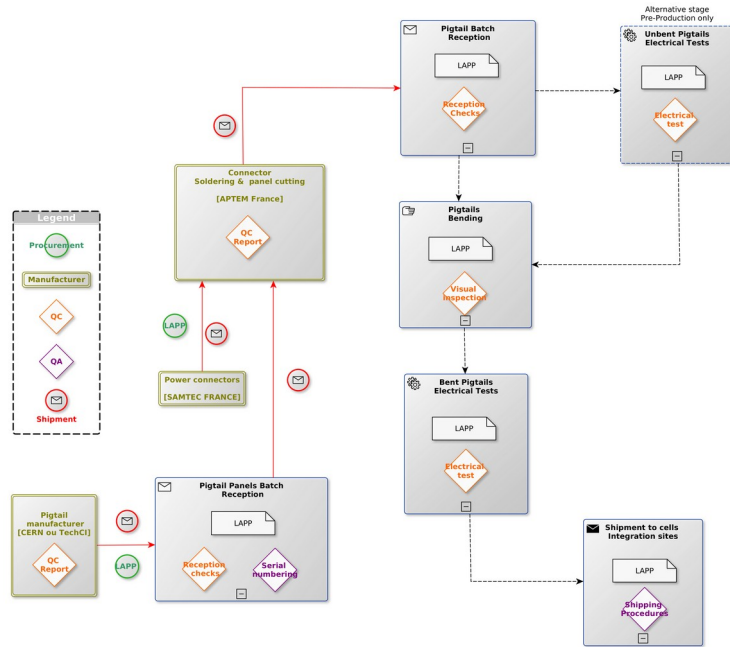 Alternative stage
Pre-Production only
Pigtail Batch
Reception
LAPP
Reception
Checks
Unbent Pigtails
Electrical Tests
LAPP
Electrical
test
Connector
Soldering & panel cutting
[APTEM France]
QC
Report
Pigtails
Bending
LAPP
Visual
inspection
Legend
Procurement
Manufacturer
QC
QA
Shipment
LAPP
Power connectors
[SAMTEC FRANCE]
Bent Pigtails
Electrical Tests
LAPP
Electrical
test
Pigtail
manufacturer
[CERN ou TechCI]
QC
Report
LAPP
Pigtail Panels Batch
Reception
LAPP
Reception
checks
Serial
numbering
Shipment to cells
Integration sites
LAPP
Shipping
Procedures